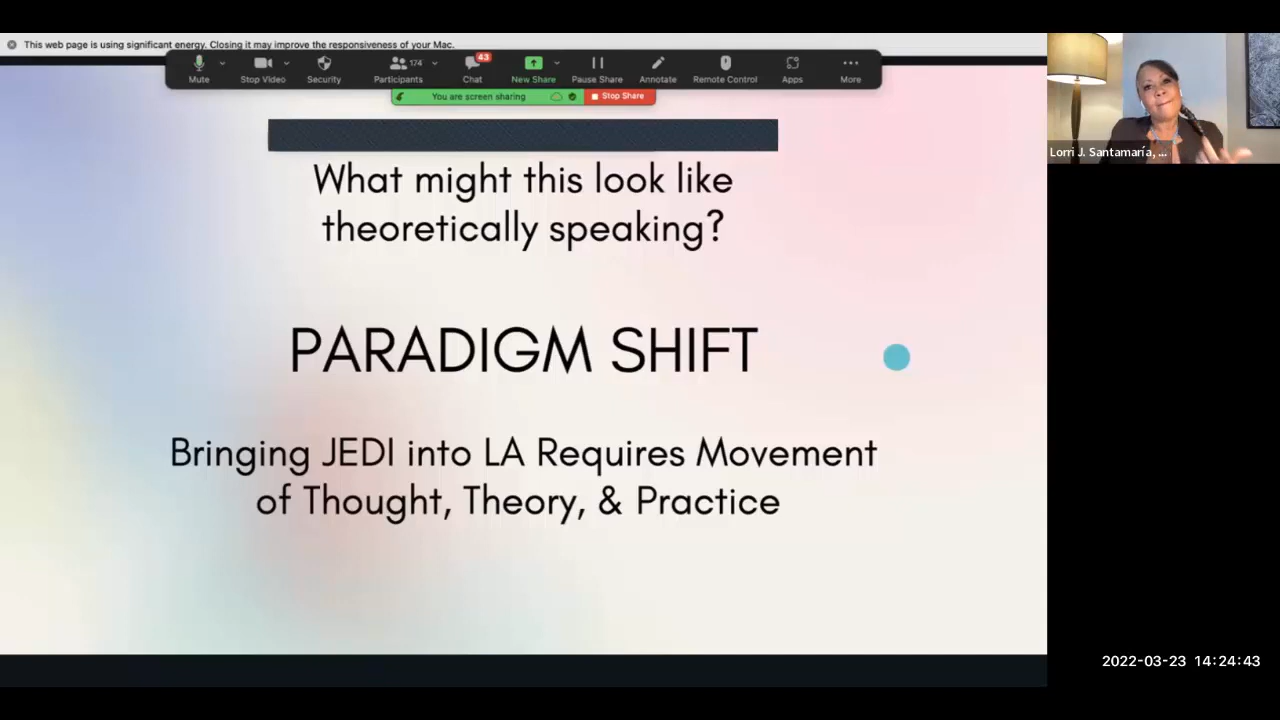 This web page is using significant energy. Closing it may improve the responsiveness of your Mac.
Mute
Stop Video
Security
174
Participants
43
Chat
New Share
Pause Share
Annotate
Remote Control
Apps
More
You are screen sharing
Stop Share
What might this look like
theoretically speaking?
PARADIGM SHIFT
Bringing JEDI into LA Requires Movement
of Thought, Theory, & Practice
Lorri J. Santamaría, ...
2022-03-23 14:24:43